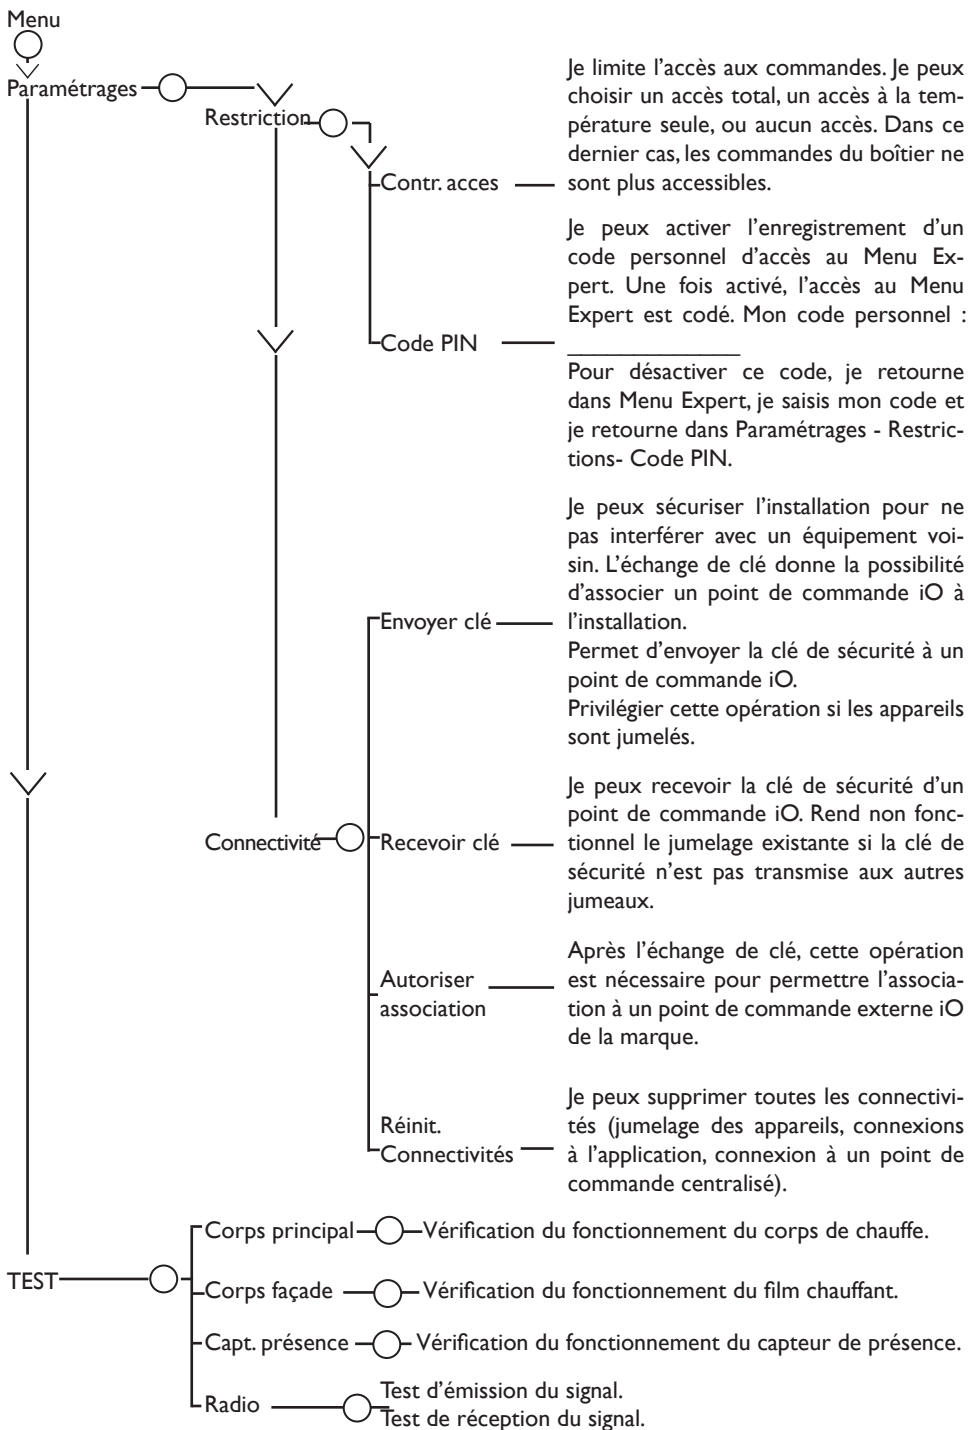 Menu
Paramétrages
Restriction
Contr. acces
Je limite l’accès aux commandes. Je peux
choisir un accès total, un accès à la tem-
pérature seule, ou aucun accès. Dans ce
dernier cas, les commandes du boîtier ne
sont plus accessibles.
Code PIN
Je peux activer l’enregistrement d’un
code personnel d’accès au Menu Ex-
pert. Une fois activé, l’accès au Menu
Expert est codé. Mon code personnel :
_____________
Pour désactiver ce code, je retourne
dans Menu Expert, je saisis mon code et
je retourne dans Paramétrages - Restric-
tions- Code PIN.
Connectivité
Envoyer clé
Je peux sécuriser l’installation pour ne
pas interférer avec un équipement voi-
sin. L’échange de clé donne la possibilité
d’associer un point de commande iO à
l’installation.
Permet d’envoyer la clé de sécurité à un
point de commande iO.
Privilégier cette opération si les appareils
sont jumelés.
Recevoir clé
Je peux recevoir la clé de sécurité d’un
point de commande iO. Rend non fonc-
tionnel le jumelage existante si la clé de
sécurité n’est pas transmise aux autres
jumeaux.
Autoriser
association
Après l’échange de clé, cette opération
est nécessaire pour permettre l’associa-
tion à un point de commande externe iO
de la marque.
Réinit.
Connectivités
Je peux supprimer toutes les connectivi-
tés (jumelage des appareils, connexions
à l’application, connexion à un point de
commande centralisé).
TEST
Corps principal
Vérification du fonctionnement du corps de chauffe.
Corps façade
Vérification du fonctionnement du film chauffant.
Capt. présence
Vérification du fonctionnement du capteur de présence.
Radio
Test d’émission du signal.
Test de réception du signal.